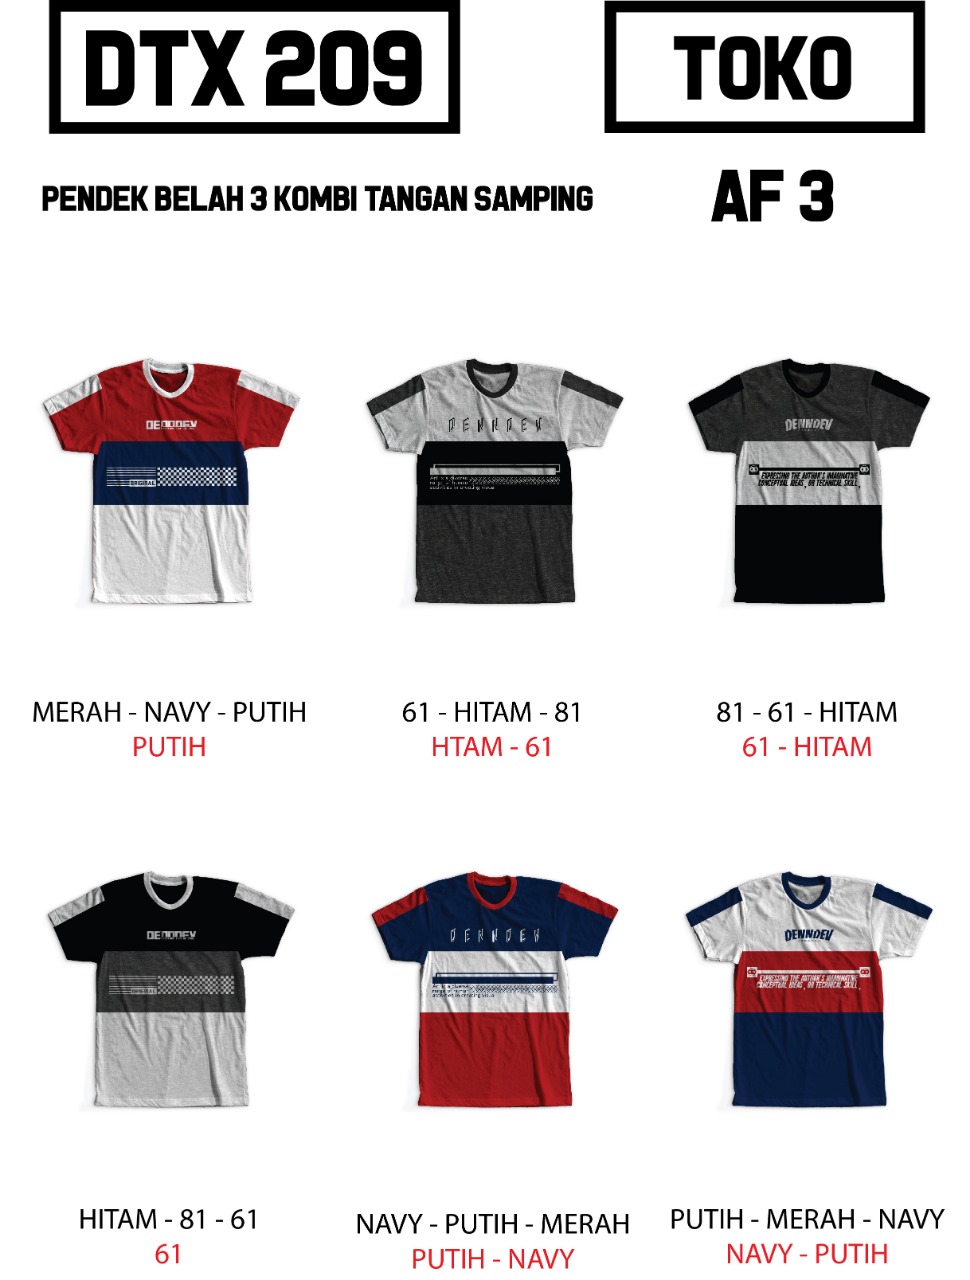 DTX 209
TOKO
PENDEK BELAH 3 KOMBI TANGAN SAMPING
AF 3
DENNDEV
ORIGINAL
DENNDEV
DENNDEV
EXPRESSING THE AUTHOR'S IMAGINATIVE
CONCEPTUAL IDEAS, OR TECHNICAL SKILL,
MERAH - NAVY - PUTIH
PUTIH
61 - HITAM - 81
HTAM - 61
81 - 61 - HITAM
61 - HITAM
DENNDEV
ORIGINAL
DENNDEV
DENNDEV
EXPRESSING THE AUTHOR'S IMAGINATIVE
CONCEPTUAL IDEAS, OR TECHNICAL SKILL,
HITAM - 81 - 61
61
NAVY - PUTIH - MERAH
PUTIH - NAVY
PUTIH - MERAH - NAVY
NAVY - PUTIH